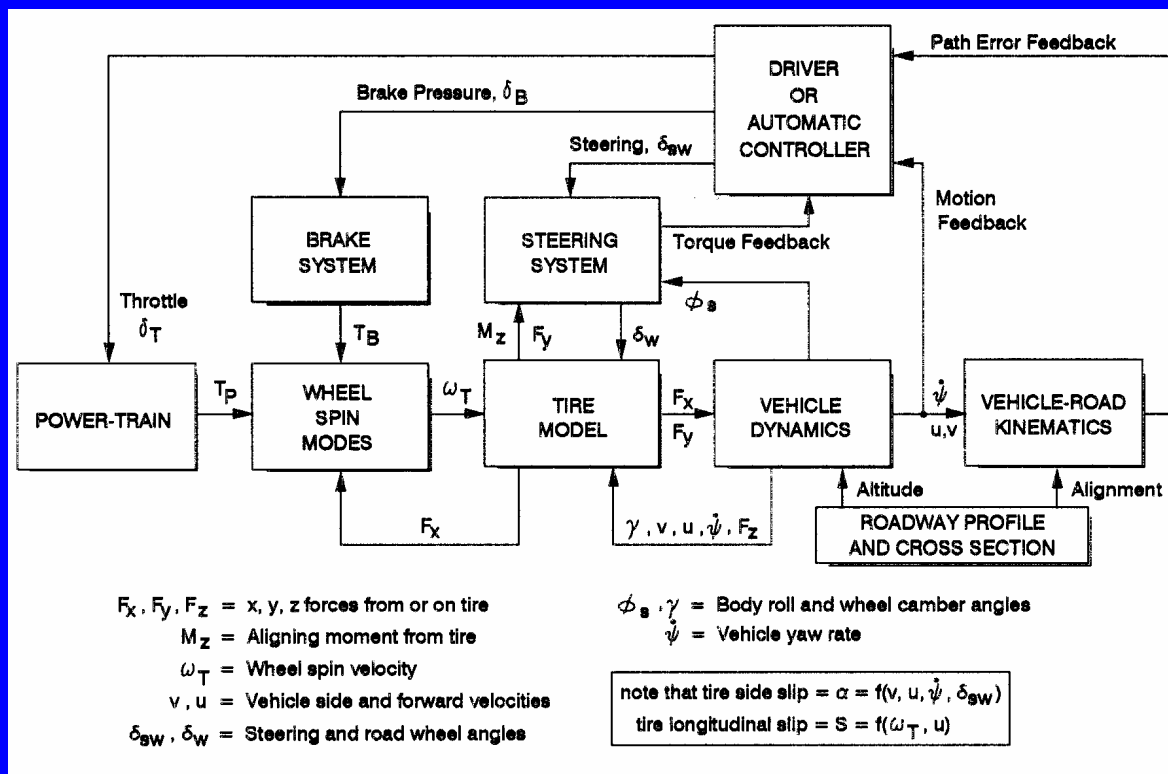 Path Error Feedback
DRIVER
OR
AUTOMATIC
CONTROLLER
Brake Pressure, δB
Steering, δsw
Motion
Feedback
BRAKE
SYSTEM
STEERING
SYSTEM
Torque Feedback
ϕs
Throttle
δT
TB
Mz Fy
δw
POWER-TRAIN
TP
WHEEL
SPIN
MODES
ωT
TIRE
MODEL
Fx
Fy
VEHICLE
DYNAMICS
ψ̇
u,v
VEHICLE-ROAD
KINEMATICS
Fx
γ , v, u, ψ̇, Fz
Altitude
Alignment
ROADWAY PROFILE
AND CROSS SECTION
Fx , Fy , Fz = x, y, z forces from or on tire
Mz = Aligning moment from tire
ωT = Wheel spin velocity
v , u = Vehicle side and forward velocities
δsw , δw = Steering and road wheel angles
ϕs , γ = Body roll and wheel camber angles
ψ̇ = Vehicle yaw rate
note that tire side slip = α = f(v, u, ψ̇, δsw)
tire longitudinal slip = S = f(ωT , u)